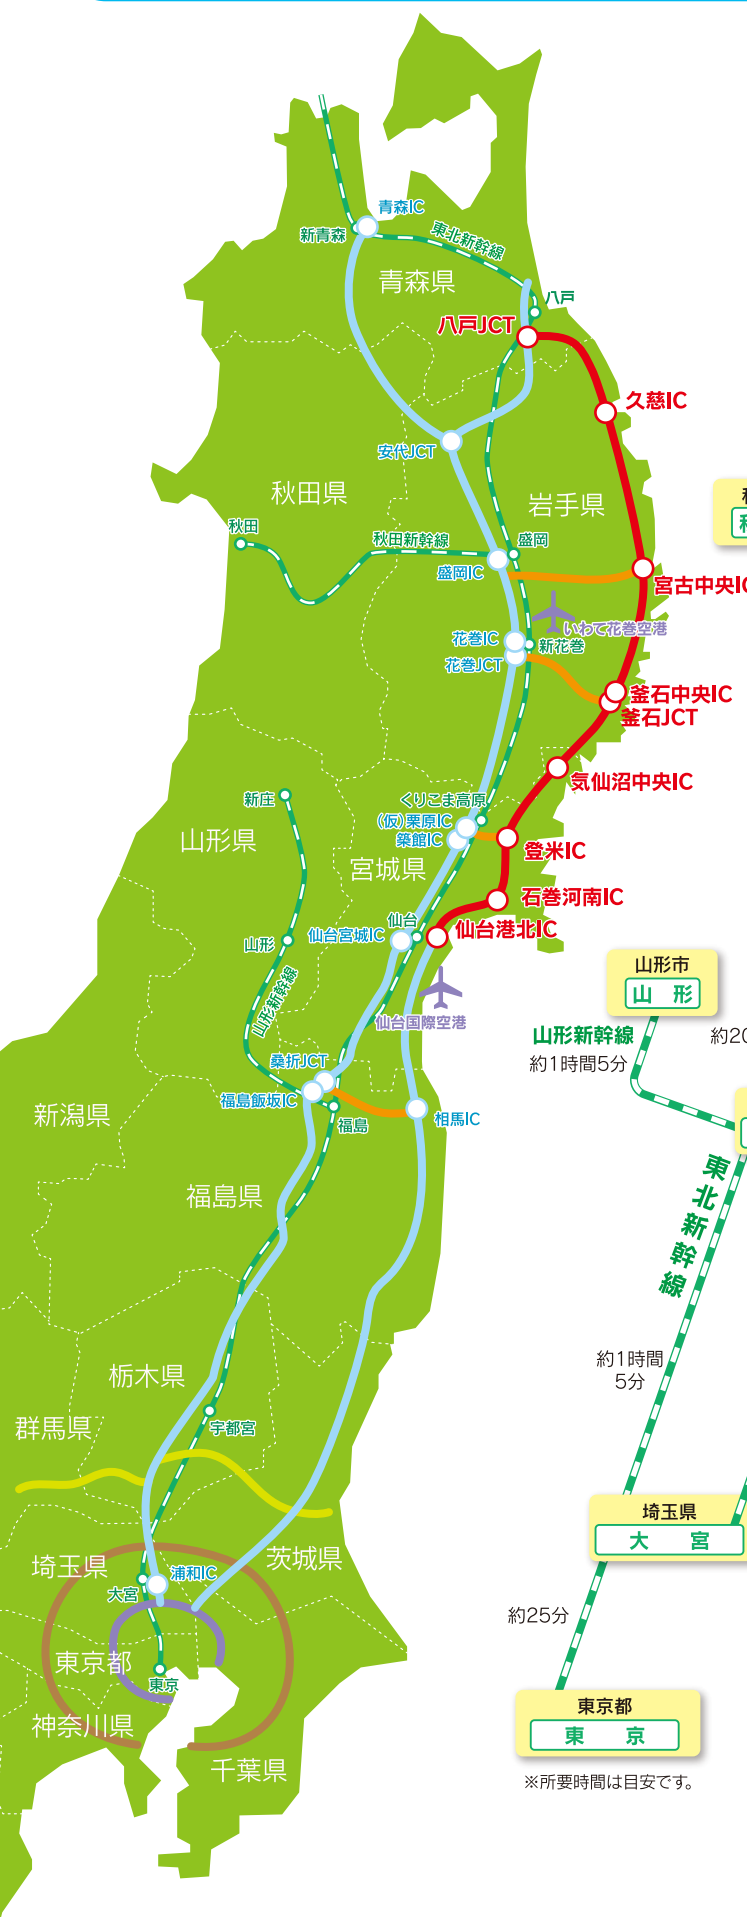 青森IC
新青森
東北新幹線
青森県
八戸
八戸JCT
久慈IC
安代JCT
秋田県
岩手県
秋田
秋田新幹線
盛岡
盛岡IC
宮古中央IC
花巻IC
いわて花巻空港
新花巻
花巻JCT
釜石中央IC
釜石JCT
気仙沼中央IC
新庄
くりこま高原
(仮)栗原IC
山形県
築館IC
登米IC
宮城県
石巻河南IC
仙台
仙台港北IC
仙台宮城IC
山形
山形新幹線
仙台国際空港
桑折JCT
福島飯坂IC
相馬IC
福島
新潟県
福島県
栃木県
群馬県
宇都宮
埼玉県
茨城県
浦和IC
大宮
東京都
東京
神奈川県
千葉県
山形市
山形
山形新幹線
約1時間5分
約20
東北新幹線
約1時間
5分
埼玉県
大宮
約25分
東京都
東京
※所要時間は目安です。